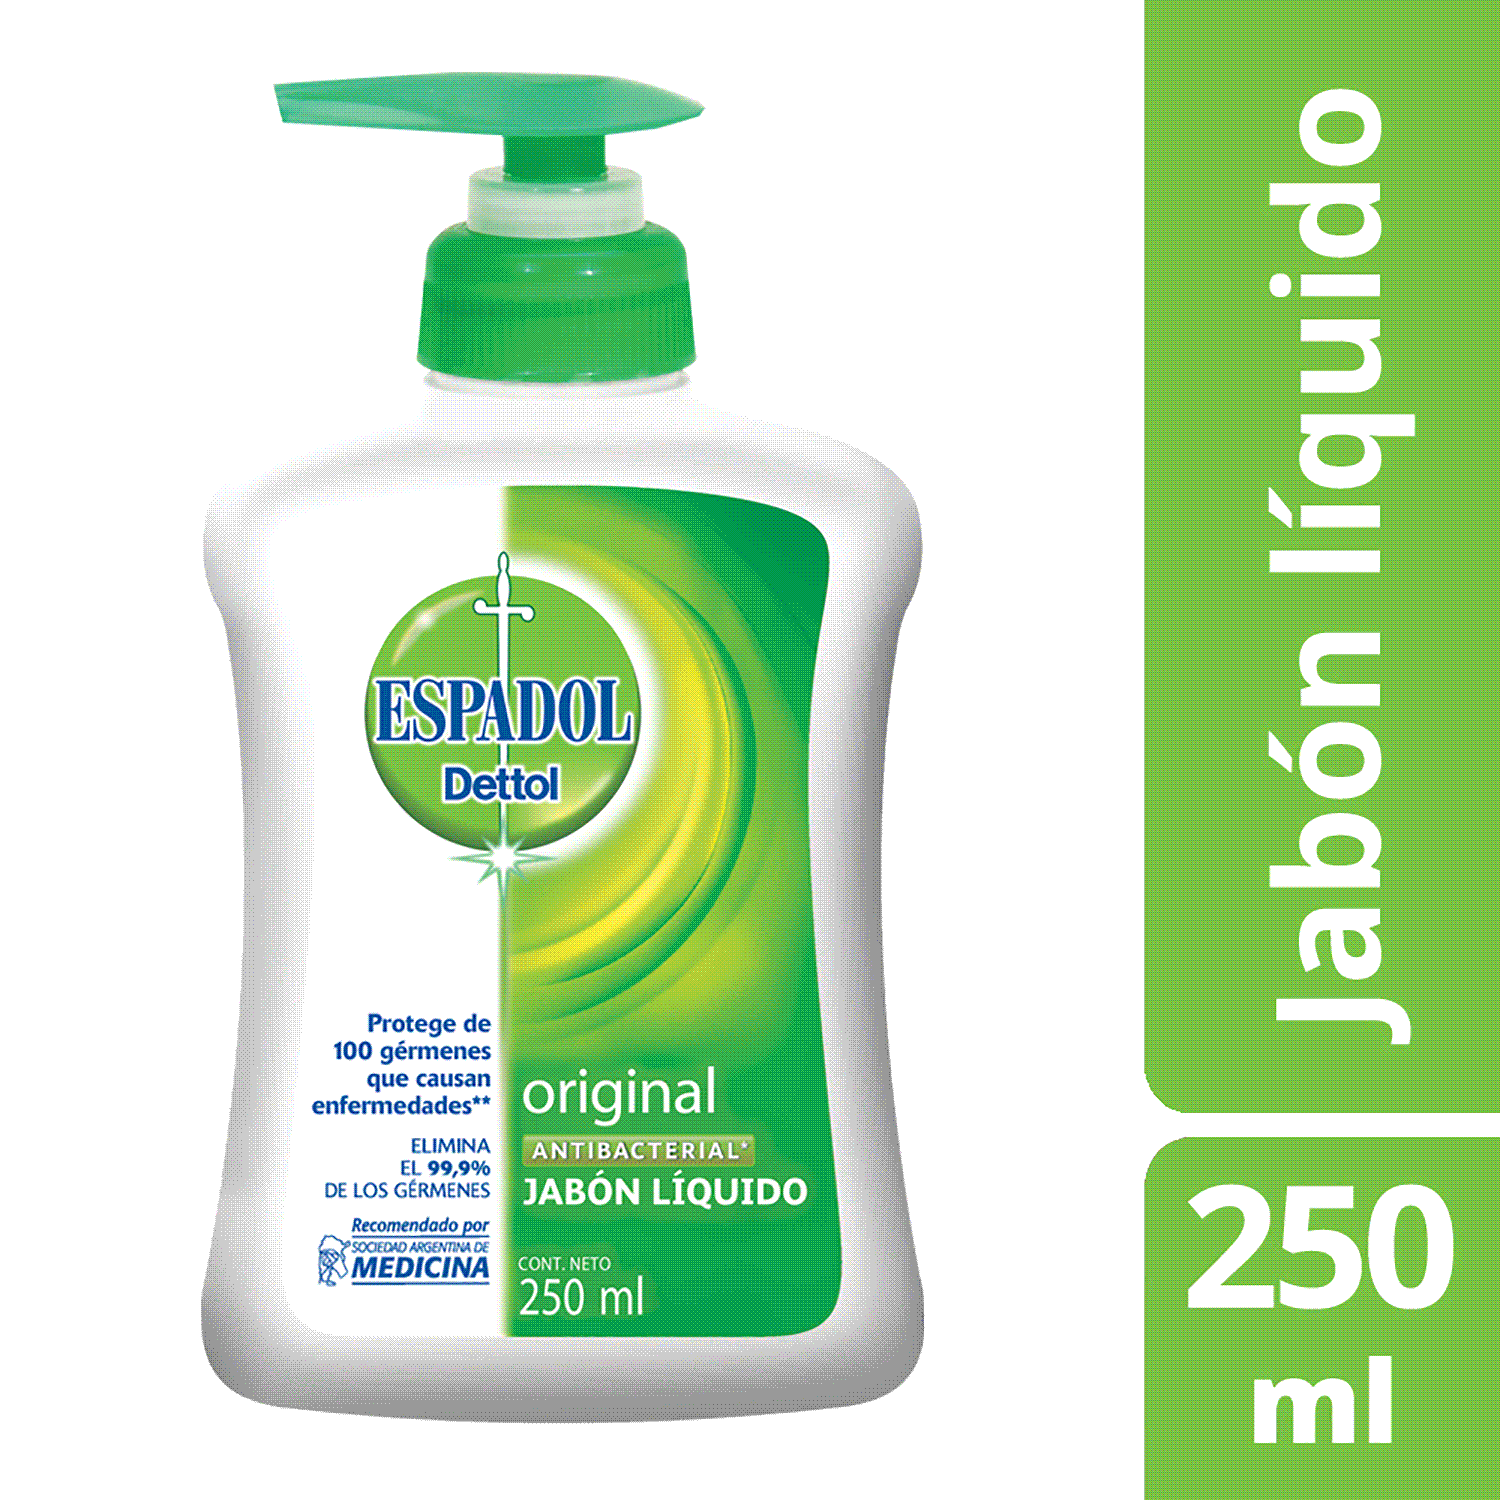 ESPADOL
Dettol
Protege de
100 gérmenes
que causan
enfermedades**
ELIMINA
EL 99,9%
DE LOS GÉRMENES
Recomendado por
SOCIEDAD ARGENTINA DE
MEDICINA
original
ANTIBACTERIAL*
JABÓN LÍQUIDO
CONT. NETO
250 ml
Jabón líquido
250
ml